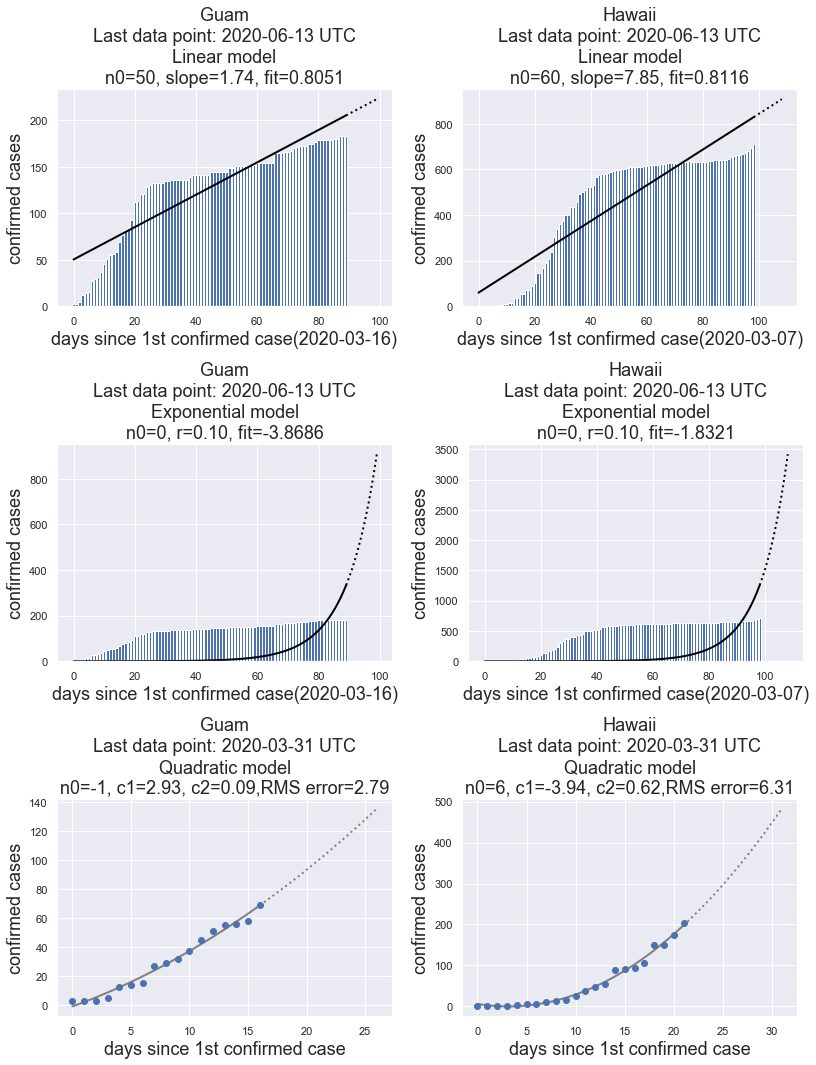 Guam
Last data point: 2020-06-13 UTC
Linear model
n0=50, slope=1.74, fit=0.8051
confirmed cases
200
150
100
50
0
0 20 40 60 80 100
days since 1st confirmed case(2020-03-16)
Hawaii
Last data point: 2020-06-13 UTC
Linear model
n0=60, slope=7.85, fit=0.8116
confirmed cases
800
600
400
200
0
0 20 40 60 80 100
days since 1st confirmed case(2020-03-07)
Guam
Last data point: 2020-06-13 UTC
Exponential model
n0=0, r=0.10, fit=-3.8686
confirmed cases
800
600
400
200
0
0 20 40 60 80 100
days since 1st confirmed case(2020-03-16)
Hawaii
Last data point: 2020-06-13 UTC
Exponential model
n0=0, r=0.10, fit=-1.8321
confirmed cases
3500
3000
2500
2000
1500
1000
500
0
0 20 40 60 80 100
days since 1st confirmed case(2020-03-07)
Guam
Last data point: 2020-03-31 UTC
Quadratic model
n0=-1, c1=2.93, c2=0.09,RMS error=2.79
confirmed cases
140
120
100
80
60
40
20
0
0 5 10 15 20 25
days since 1st confirmed case
Hawaii
Last data point: 2020-03-31 UTC
Quadratic model
n0=6, c1=-3.94, c2=0.62,RMS error=6.31
confirmed cases
500
400
300
200
100
0
0 5 10 15 20 25 30
days since 1st confirmed case